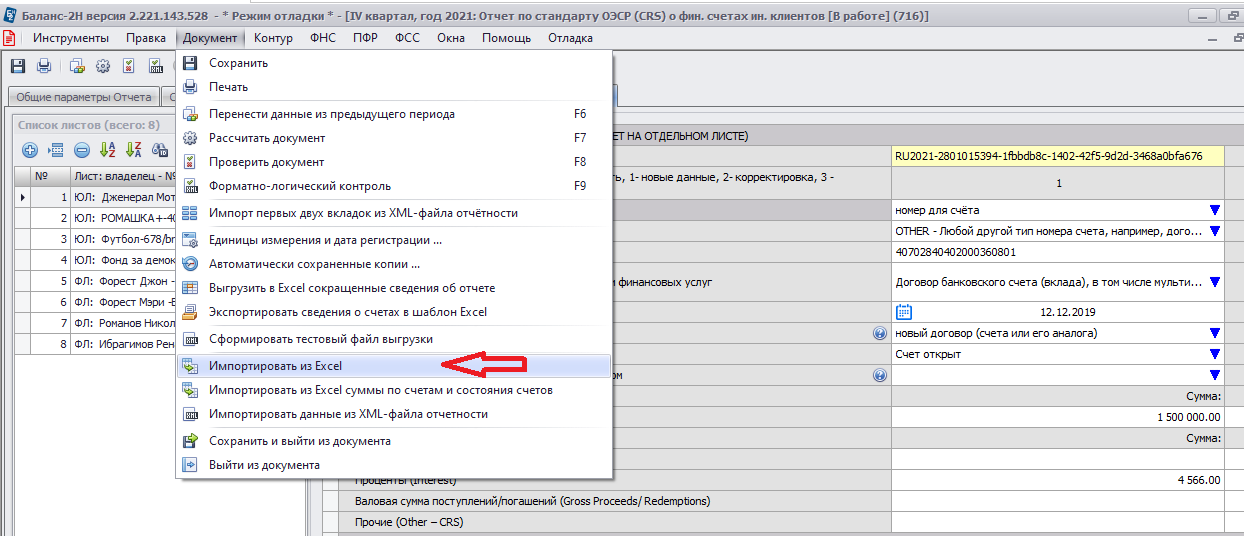 Баланс-2Н версия 2.221.143.528 - * Режим отладки * - [IV квартал, год 2021: Отчет по стандарту ОЭСР (CRS) о фин. счетах ин. клиентов [В работе] (716)]
Инструменты Правка Документ Контур ФНС ПФР ФСС Окна Помощь Отладка
Сохранить
Печать
Перенести данные из предыдущего периода F6
Рассчитать документ F7
Проверить документ F8
Форматно-логический контроль F9
Импорт первых двух вкладок из XML-файла отчётности
Единицы измерения и дата регистрации ...
Автоматически сохраненные копии ...
Выгрузить в Excel сокращенные сведения об отчете
Экспортировать сведения о счетах в шаблон Excel
Сформировать тестовый файл выгрузки
Импортировать из Excel
Импортировать из Excel суммы по счетам и состояния счетов
Импортировать данные из XML-файла отчетности
Сохранить и выйти из документа
Выйти из документа
Общие параметры Отчета С
Список листов (всего: 8)
№ Лист: владелец - №
1 ЮЛ: Дженерал Мот
2 ЮЛ: РОМАШКА+-40
3 ЮЛ: Футбол-678/br
4 ЮЛ: Фонд за демок
5 ФЛ: Форест Джон -
6 ФЛ: Форест Мэри -Е
7 ФЛ: Романов Никол
8 ФЛ: Ибрагимов Рен
ЕТ НА ОТДЕЛЬНОМ ЛИСТЕ)
RU2021-2801015394-1fbbdb8c-1402-42f5-9d2d-3468a0bfa676
ть, 1- новые данные, 2- корректировка, 3 - 1
номер для счёта
OTHER - Любой другой тип номера счета, например, дого...
40702840402000360801
и финансовых услуг Договор банковского счета (вклада), в том числе мульти...
12.12.2019
новый договор (счета или его аналога)
Счет открыт
ом
Сумма:
1 500 000.00
Сумма:
Проценты (Interest) 4 566.00
Валовая сумма поступлений/погашений (Gross Proceeds/ Redemptions)
Прочие (Other – CRS)